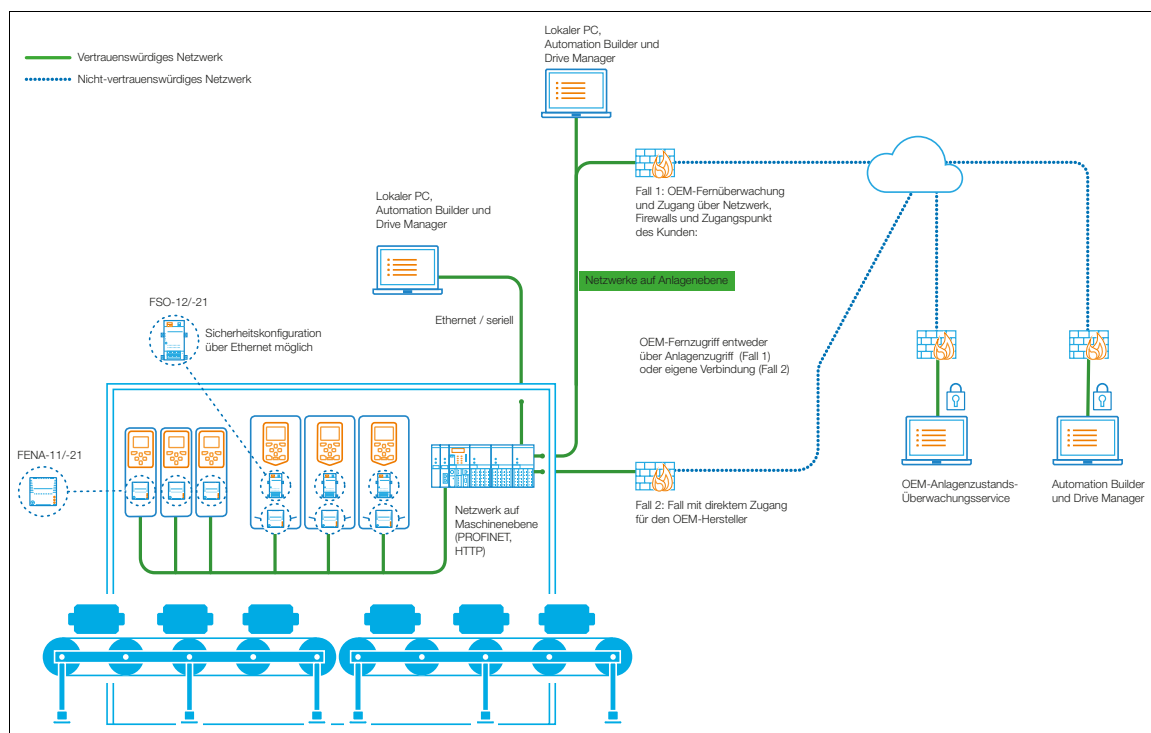 Vertrauenswürdiges Netzwerk
Nicht-vertrauenswürdiges Netzwerk
Lokaler PC,
Automation Builder und
Drive Manager
Fall 1: OEM-Fernüberwachung
und Zugang über Netzwerk,
Firewalls und Zugangspunkt
des Kunden:
Lokaler PC,
Automation Builder und
Drive Manager
Netzwerke auf Anlagenebene
FSO-12/-21
Sicherheitskonfiguration
über Ethernet möglich
Ethernet / seriell
OEM-Fernzugriff entweder
über Anlagenzugriff (Fall 1)
oder eigene Verbindung (Fall 2)
FENA-11/-21
Netzwerk auf
Maschinenebene
(PROFINET,
HTTP)
Fall 2: Fall mit direktem Zugang
für den OEM-Hersteller
OEM-Anlagenzustands-
Überwachungsservice
Automation Builder
und Drive Manager